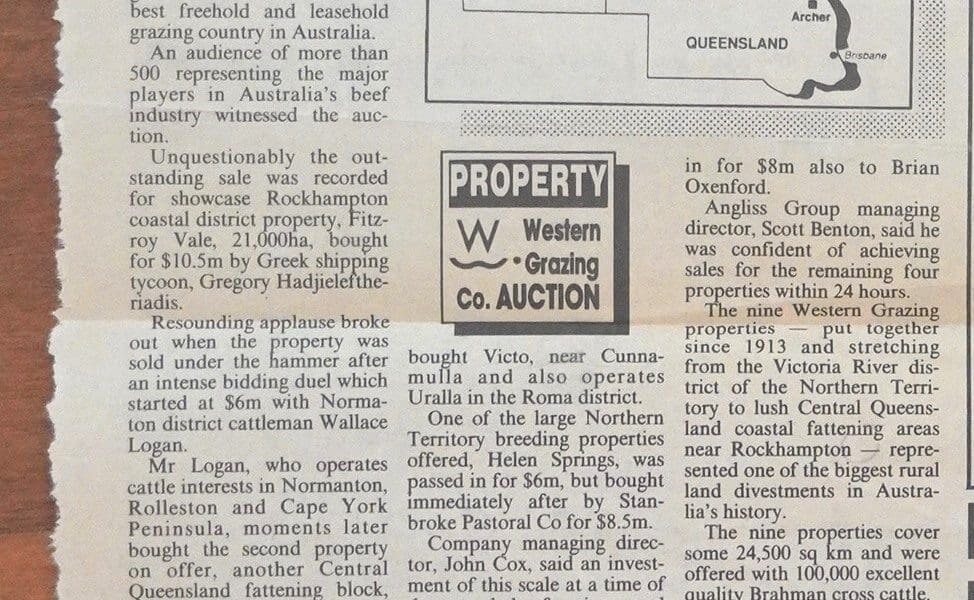 best freehold and leasehold
grazing country in Australia.
An audience of more than
500 representing the major
players in Australia's beef
industry witnessed the auc-
tion.
Unquestionably the out-
standing sale was recorded
for showcase Rockhampton
coastal district property, Fitz-
roy Vale, 21,000ha, bought
for $10.5m by Greek shipping
tycoon, Gregory Hadjielefthe-
riadis.
Resounding applause broke
out when the property was
sold under the hammer after
an intense bidding duel which
started at $6m with Norma-
ton district cattleman Wallace
Logan.
Mr Logan, who operates
cattle interests in Normanton,
Rolleston and Cape York
Peninsula, moments later
bought the second property
on offer, another Central
Queensland fattening block,
Archer
QUEENSLAND
Brisbane
PROPERTY
W Western
Grazing
Co. AUCTION
bought Victo, near Cunna-
mulla and also operates
Uralla in the Roma district.
One of the large Northern
Territory breeding properties
offered, Helen Springs, was
passed in for $6m, but bought
immediately after by Stan-
broke Pastoral Co for $8.5m.
Company managing direc-
tor, John Cox, said an invest-
ment of this scale at a time of
in for $8m also to Brian
Oxenford.
Angliss Group managing
director, Scott Benton, said he
was confident of achieving
sales for the remaining four
properties within 24 hours.
The nine Western Grazing
properties — put together
since 1913 and stretching
from the Victoria River dis-
trict of the Northern Terri-
tory to lush Central Queens-
land coastal fattening areas
near Rockhampton — repre-
sented one of the biggest rural
land divestments in Austra-
lia's history.
The nine properties cover
some 24,500 sq km and were
offered with 100,000 excellent
quality Brahman cross cattle.